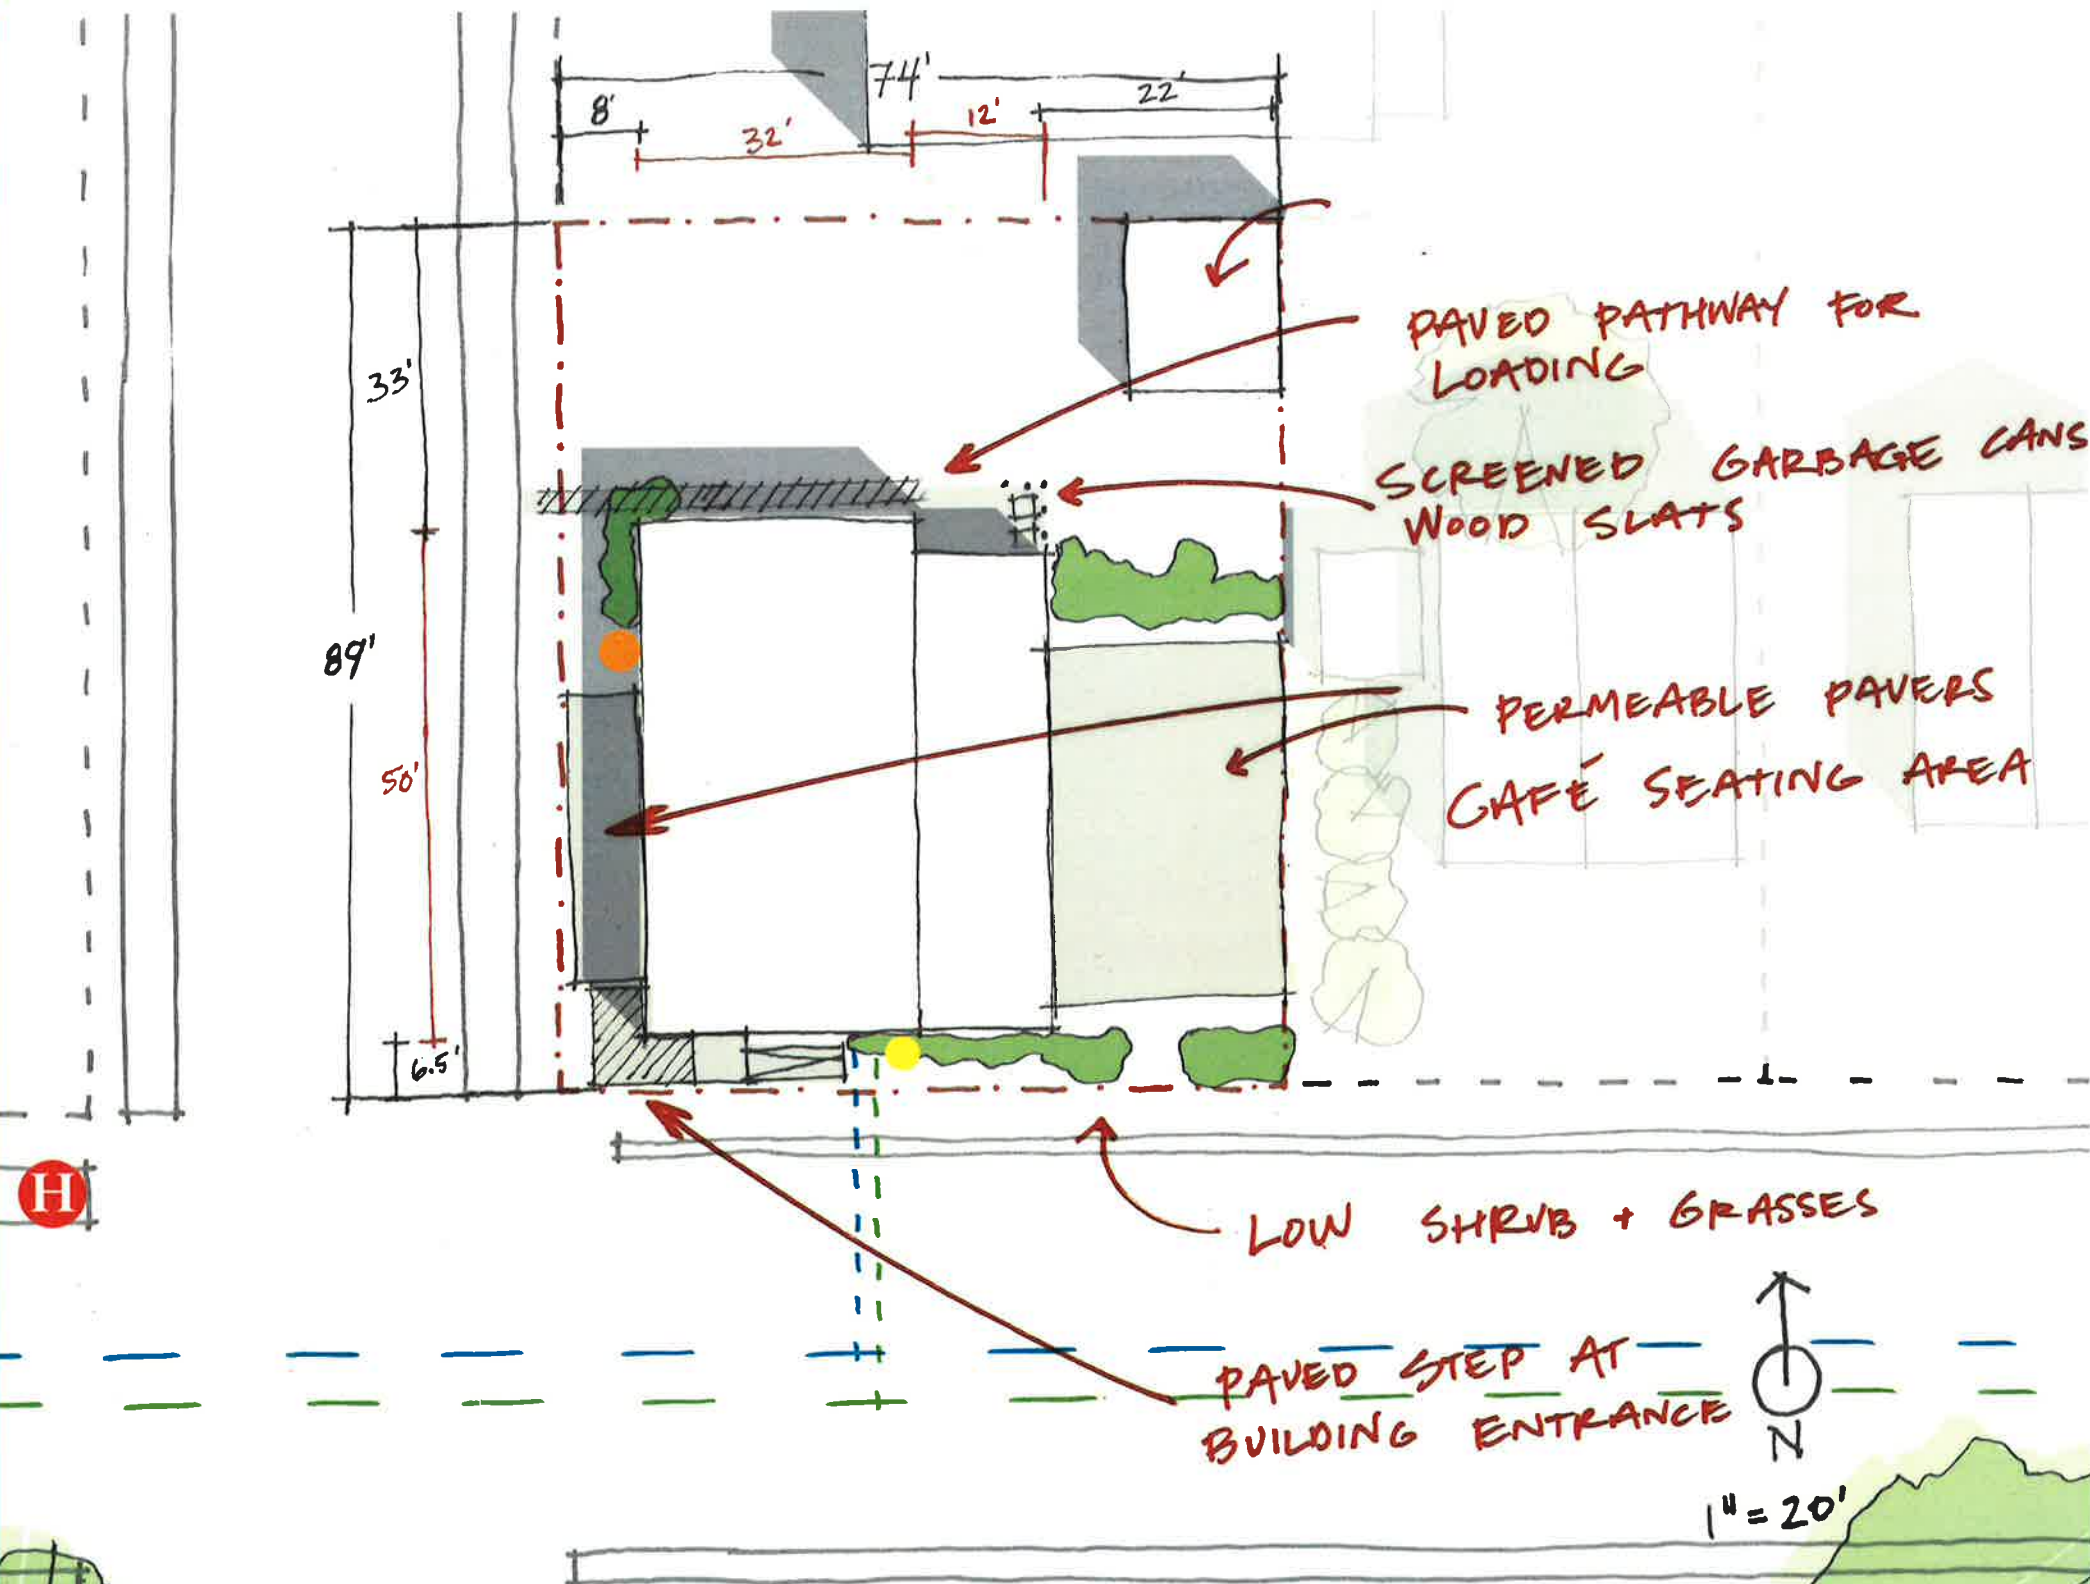 74'
8'
32'
12'
22'
33'
89'
50'
6.5'
PAVED PATHWAY FOR
LOADING
SCREENED GARBAGE CANS
WOOD SLATS
PERMEABLE PAVERS
CAFÉ SEATING AREA
H
LOW SHRUB + GRASSES
PAVED STEP AT
BUILDING ENTRANCE
N
1" = 20'